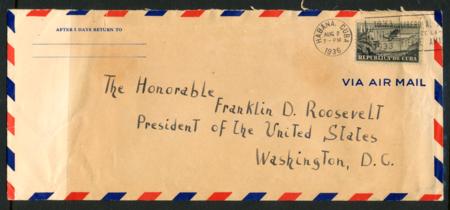 AFTER 5 DAYS RETURN TO
HABANA, CUBA
AUG
1936
REPUBLICA DE CUBA
VIA AIR MAIL
The Honorable
Franklin D. Roosevelt
President of the United States
Washington, D.C.